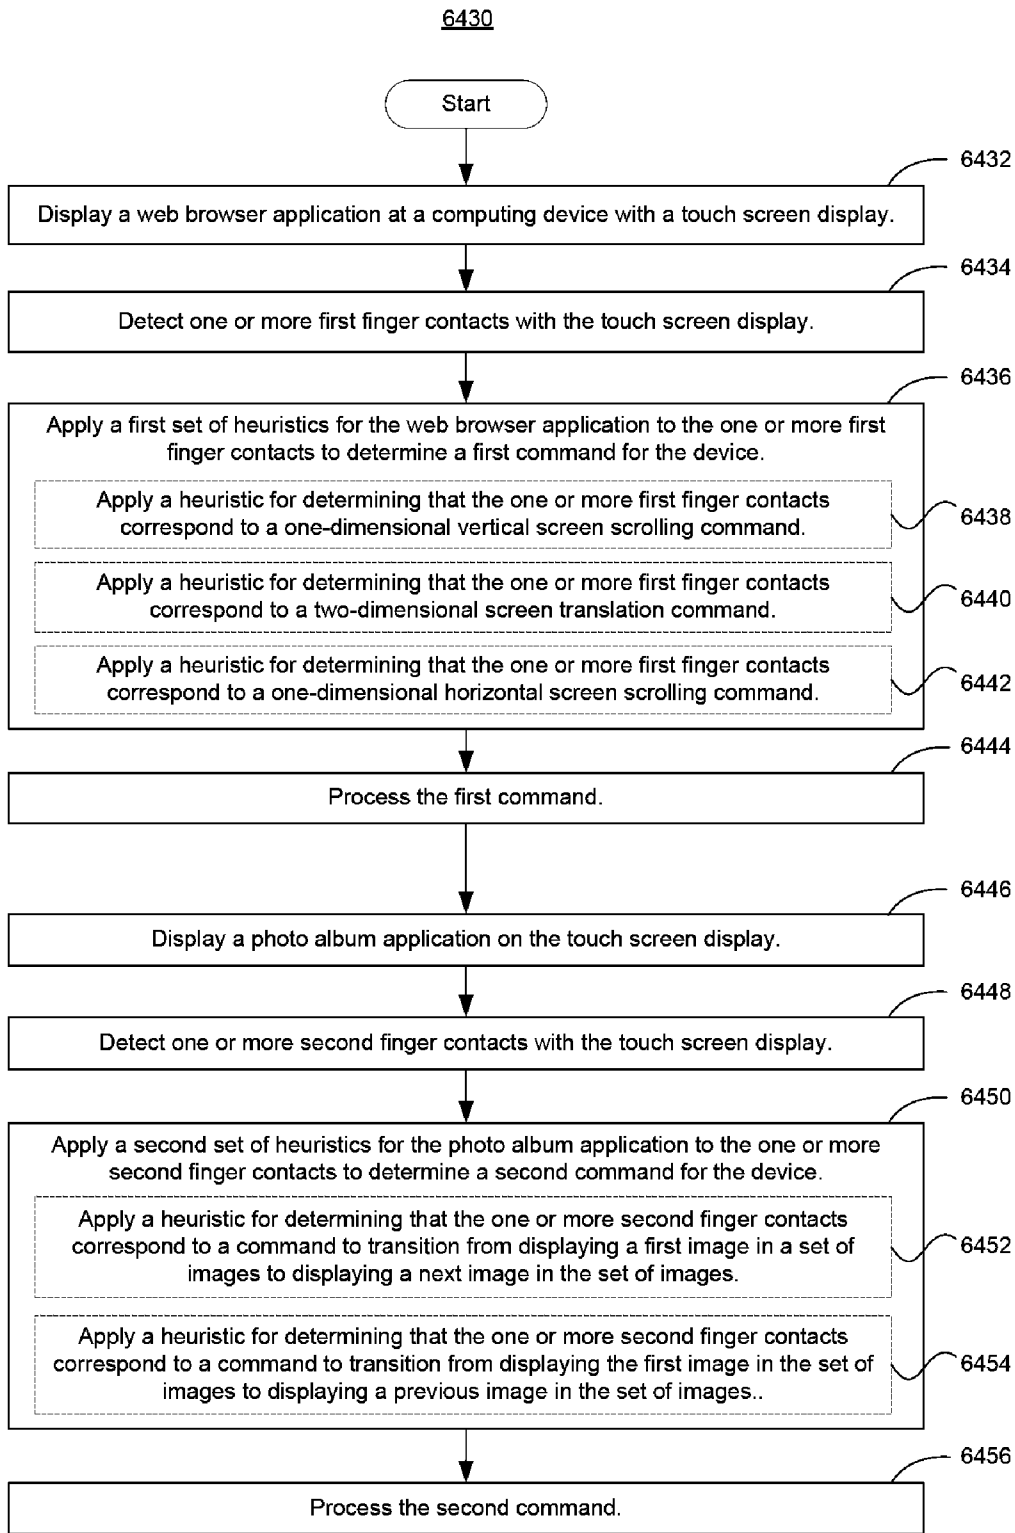 6430
Start
6432
Display a web browser application at a computing device with a touch screen display.
6434
Detect one or more first finger contacts with the touch screen display.
6436
Apply a first set of heuristics for the web browser application to the one or more first
finger contacts to determine a first command for the device.
Apply a heuristic for determining that the one or more first finger contacts
correspond to a one-dimensional vertical screen scrolling command.
6438
Apply a heuristic for determining that the one or more first finger contacts
correspond to a two-dimensional screen translation command.
6440
Apply a heuristic for determining that the one or more first finger contacts
correspond to a one-dimensional horizontal screen scrolling command.
6442
6444
Process the first command.
6446
Display a photo album application on the touch screen display.
6448
Detect one or more second finger contacts with the touch screen display.
6450
Apply a second set of heuristics for the photo album application to the one or more
second finger contacts to determine a second command for the device.
Apply a heuristic for determining that the one or more second finger contacts
correspond to a command to transition from displaying a first image in a set of
images to displaying a next image in the set of images.
6452
Apply a heuristic for determining that the one or more second finger contacts
correspond to a command to transition from displaying the first image in the set of
images to displaying a previous image in the set of images..
6454
6456
Process the second command.